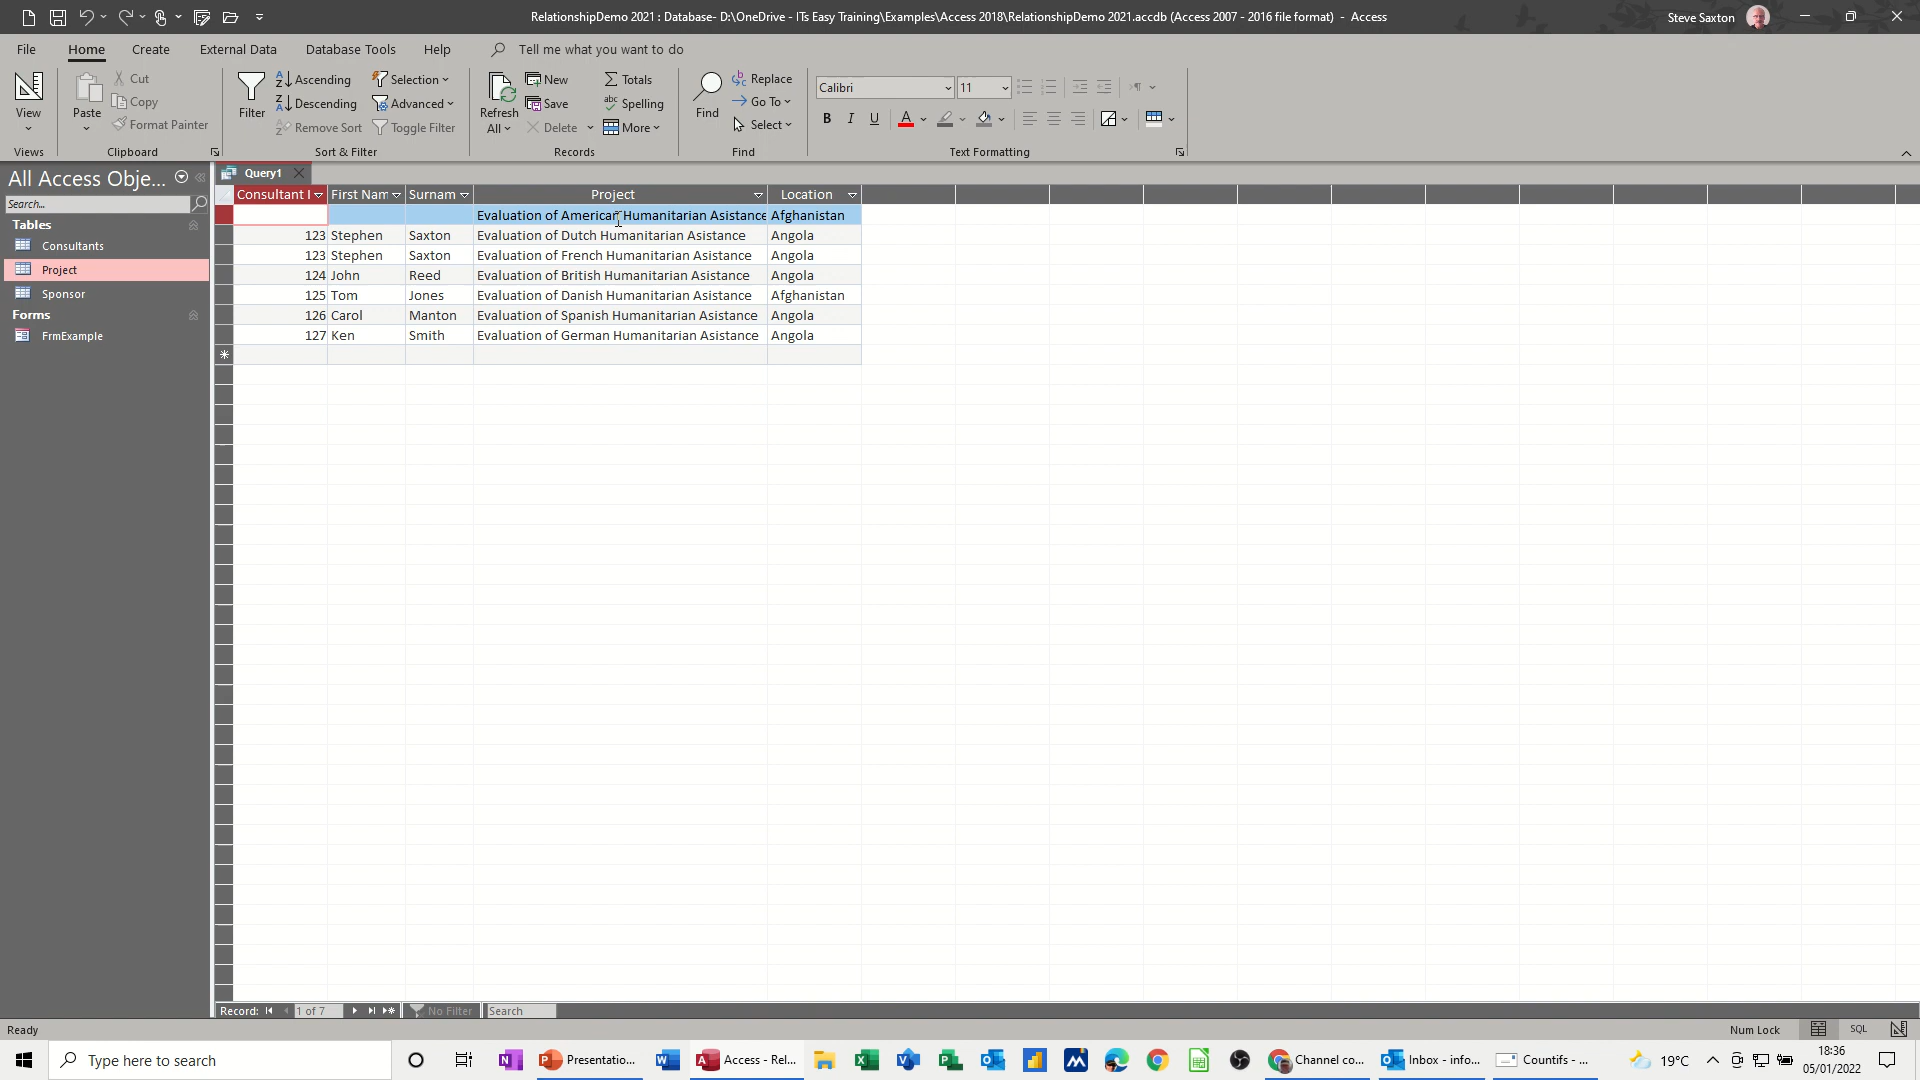 RelationshipDemo 2021 : Database- D:\OneDrive - ITs Easy Training\Examples\Access 2018\RelationshipDemo 2021.accdb (Access 2007 - 2016 file format) - Access
Steve Saxton
File Home Create External Data Database Tools Help Tell me what you want to do
View
Views
Paste
Cut
Copy
Format Painter
Clipboard
Filter
Ascending
Descending
Remove Sort
Selection
Advanced
Toggle Filter
Sort & Filter
Refresh
All
New
Save
Delete
Totals
Spelling
More
Records
Find
Replace
Go To
Select
Find
Calibri 11
B I U A
Text Formatting
All Access Obje...
Search...
Tables
Consultants
Project
Sponsor
Forms
FrmExample
Query1
Consultant I First Nam Surnam Project Location
Evaluation of American Humanitarian Asistance Afghanistan
123 Stephen Saxton Evaluation of Dutch Humanitarian Asistance Angola
123 Stephen Saxton Evaluation of French Humanitarian Asistance Angola
124 John Reed Evaluation of British Humanitarian Asistance Angola
125 Tom Jones Evaluation of Danish Humanitarian Asistance Afghanistan
126 Carol Manton Evaluation of Spanish Humanitarian Asistance Angola
127 Ken Smith Evaluation of German Humanitarian Asistance Angola
Record: 1 of 7 No Filter Search
Ready
Num Lock SQL
Type here to search
Presentatio...
Access - Rel...
Channel co...
Inbox - info...
Countifs - ...
19°C
18:36
05/01/2022